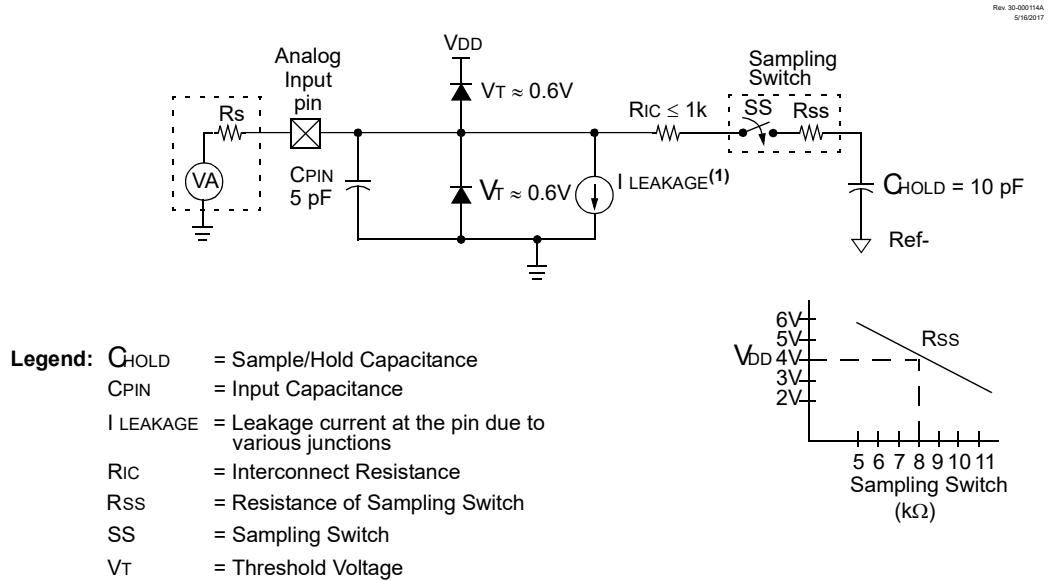 Rev. 30-000114A
5/16/2017
VDD
Sampling
Switch
Analog
Input
pin
VT ≈ 0.6V
RIC ≤ 1k
SS
Rss
Rs
VA
CPIN
5 pF
VT ≈ 0.6V
I LEAKAGE(1)
CHOLD = 10 pF
Ref-
6V
5V
VDD 4V
3V
2V
Rss
5 6 7 8 9 10 11
Sampling Switch
(kΩ)
Legend: CHOLD = Sample/Hold Capacitance
CPIN = Input Capacitance
I LEAKAGE = Leakage current at the pin due to
various junctions
RIC = Interconnect Resistance
RSS = Resistance of Sampling Switch
SS = Sampling Switch
VT = Threshold Voltage